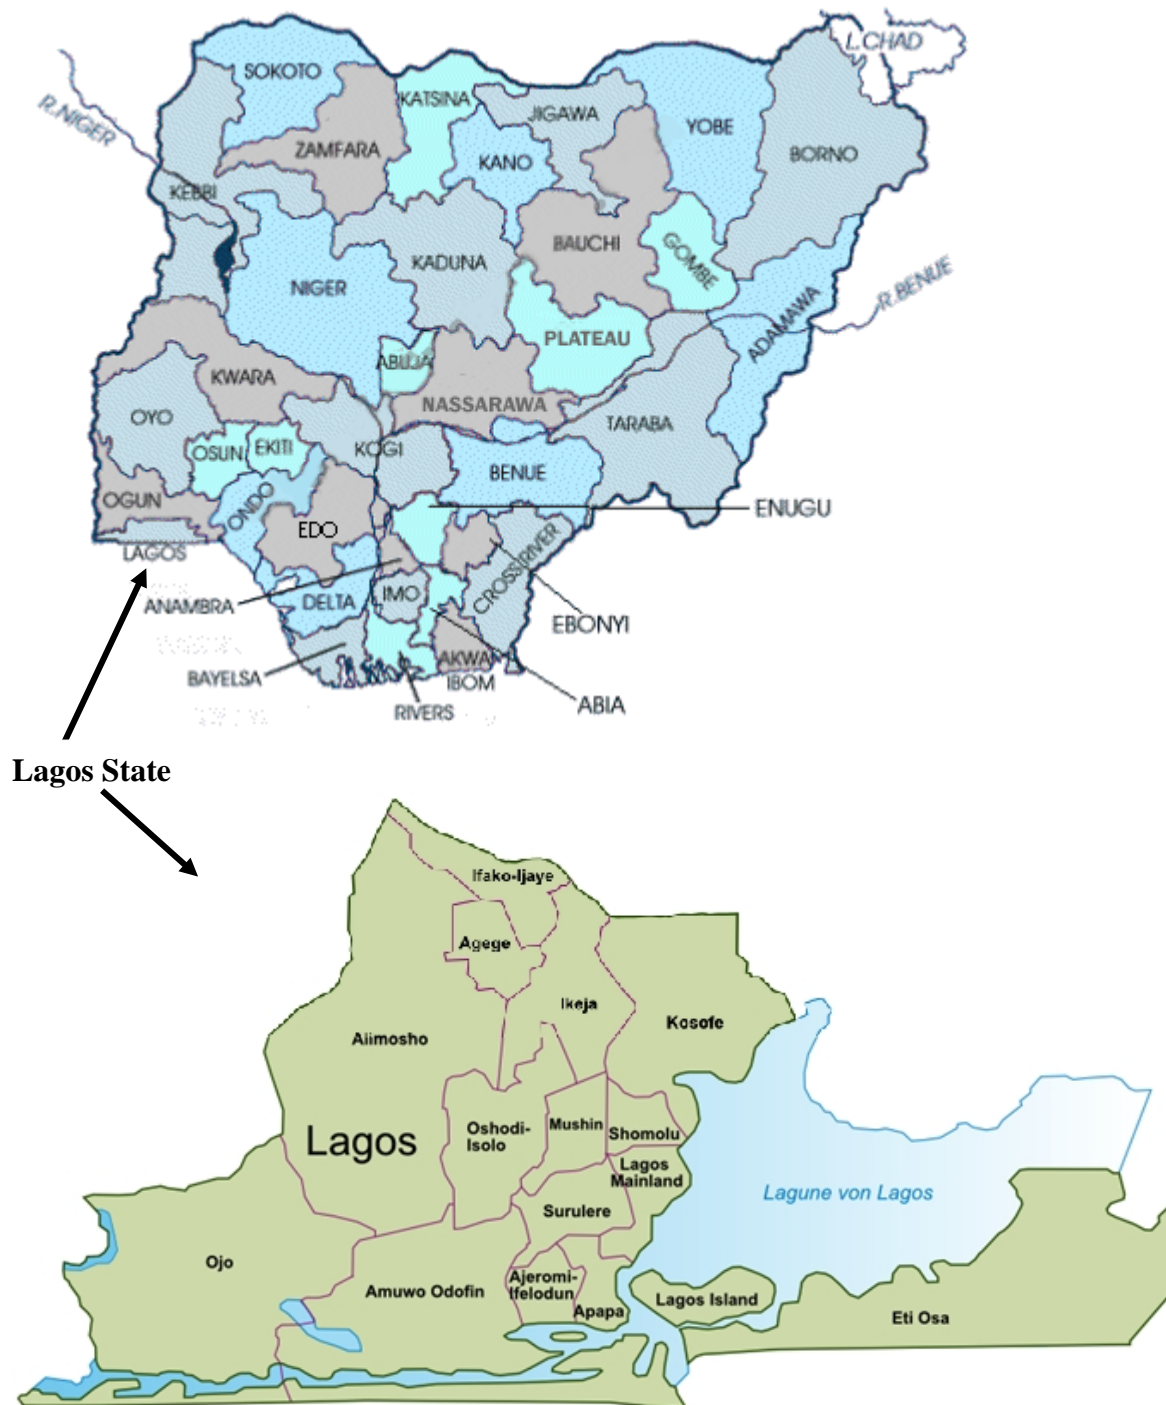 L.CHAD
SOKOTO
KATSINA
R.NIGER
JIGAWA
YOBE
ZAMFARA
KANO
BORNO
KEBBI
BAUCHI
GOMBE
KADUNA
NIGER
R.BENUE
ADAMAWA
PLATEAU
ABUJA
KWARA
NASSARAWA
OYO
TARABA
OSUN
EKITI
KOGI
BENUE
OGUN
ONDO
ENUGU
EDO
LAGOS
CROSS RIVER
ANAMBRA
DELTA
IMO
EBONYI
BAYELSA
AKWA
IBOM
RIVERS
ABIA
Lagos State
Ifako-Ijaye
Agege
Ikeja
Kosofe
Aiimosho
Lagos
Oshodi-
Isolo
Mushin
Shomolu
Lagos
Mainland
Lagune von Lagos
Surulere
Ojo
Amuwo Odofin
Ajeromi-
Ifelodun
Apapa
Lagos Island
Eti Osa